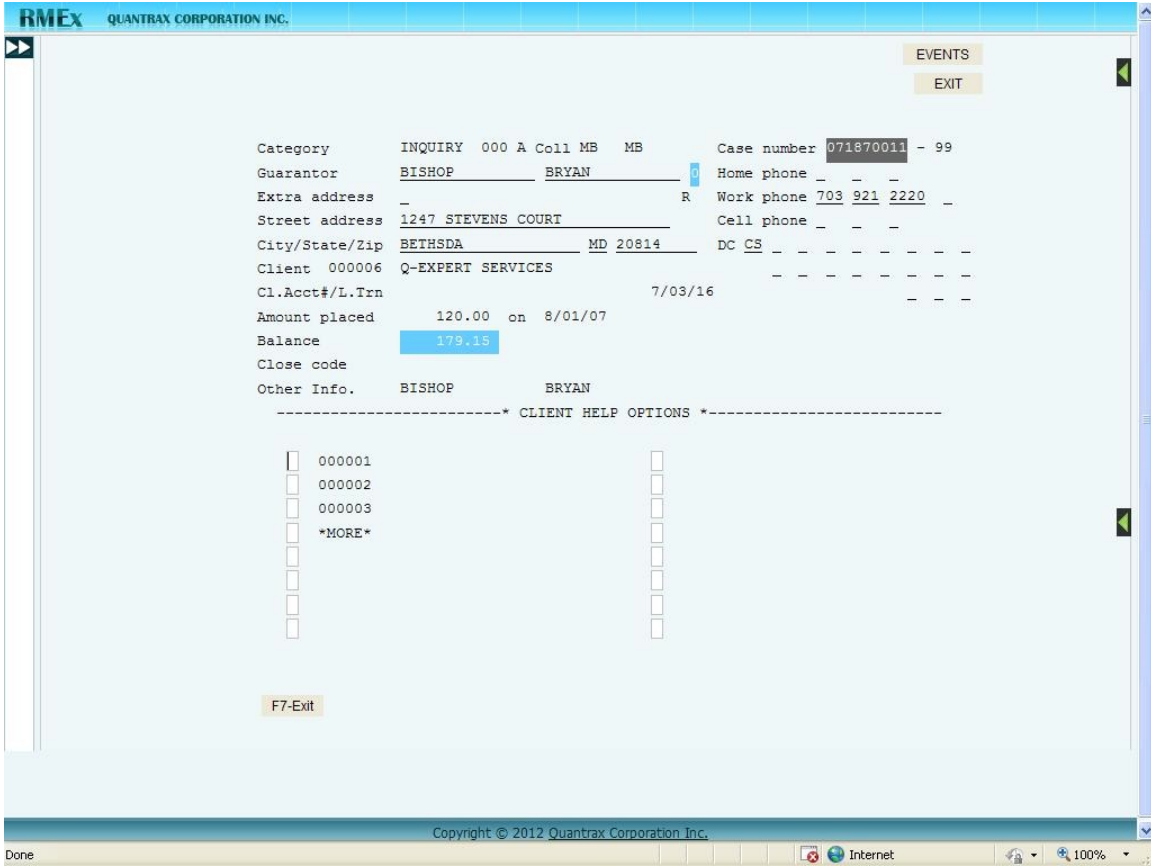 RMEx QUANTRAX CORPORATION INC.
EVENTS
EXIT
Category INQUIRY 000 A Coll MB MB Case number 071870011 - 99
Guarantor BISHOP BRYAN 0 Home phone _ _ _
Extra address _ R Work phone 703 921 2220 _
Street address 1247 STEVENS COURT Cell phone _ _ _
City/State/Zip BETHSDA MD 20814 DC CS _ _ _ _ _ _ _ _
Client 000006 Q-EXPERT SERVICES _ _ _ _ _ _ _ _
Cl.Acct#/L.Trn 7/03/16 _ _ _
Amount placed 120.00 on 8/01/07
Balance 179.15
Close code
Other Info. BISHOP BRYAN
-------------------------* CLIENT HELP OPTIONS *--------------------------
000001
000002
000003
*MORE*
F7-Exit
Copyright © 2012 Quantrax Corporation Inc.
Done Internet 100%